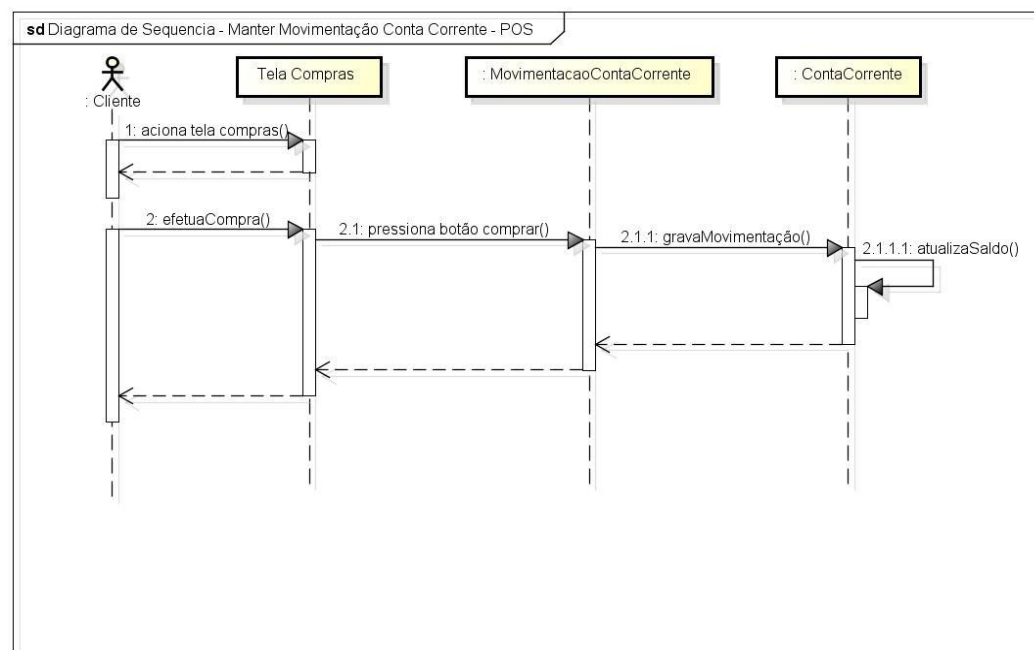 sd Diagrama de Sequencia - Manter Movimentação Conta Corrente - POS
: Cliente
Tela Compras
: MovimentacaoContaCorrente
: ContaCorrente
1: aciona tela compras()
2: efetuaCompra()
2.1: pressiona botão comprar()
2.1.1: gravaMovimentação()
2.1.1.1: atualizaSaldo()